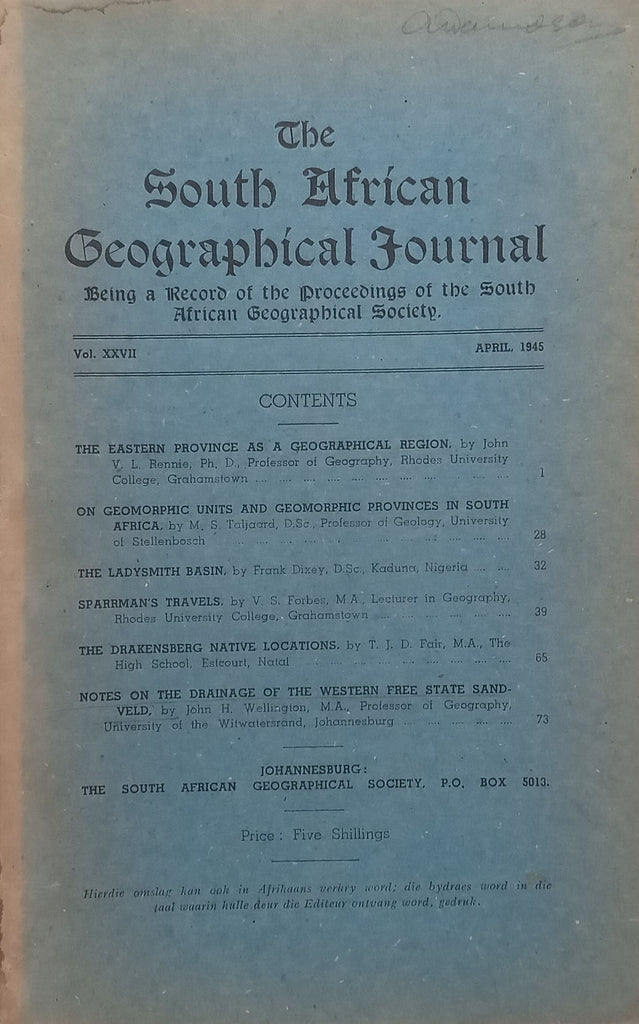 The
South African
Geographical Journal
Being a Record of the Proceedings of the South
African Geographical Society.
Vol. XXVII
APRIL, 1945
CONTENTS
THE EASTERN PROVINCE AS A GEOGRAPHICAL REGION, by John
V. L. Rennie, Ph. D., Professor of Geography, Rhodes University
College, Grahamstown .... .... .... .... .... .... .... .... .... .... 1
ON GEOMORPHIC UNITS AND GEOMORPHIC PROVINCES IN SOUTH
AFRICA, by M. S. Taljaard, D.Sc., Professor of Geology, University
of Stellenbosch .... .... .... .... .... .... .... .... .... .... 28
THE LADYSMITH BASIN, by Frank Dixey, D.Sc., Kaduna, Nigeria .... .... 32
SPARRMAN'S TRAVELS, by V. S. Forbes, M.A., Lecturer in Geography,
Rhodes University College, Grahamstown .... .... .... .... .... 39
THE DRAKENSBERG NATIVE LOCATIONS, by T. J. D. Fair, M.A., The
High School, Estcourt, Natal .... .... .... .... .... .... .... .... 65
NOTES ON THE DRAINAGE OF THE WESTERN FREE STATE SAND-
VELD, by John H. Wellington, M.A., Professor of Geography,
University of the Witwatersrand, Johannesburg .... .... .... .... .... 73
JOHANNESBURG:
THE SOUTH AFRICAN GEOGRAPHICAL SOCIETY, P.O. BOX 5013.
Price : Five Shillings
Hierdie omslag kan ook in Afrikaans verkry word; die bydraes word in die
taal waarin hulle deur die Editeur ontvang word, gedruk.